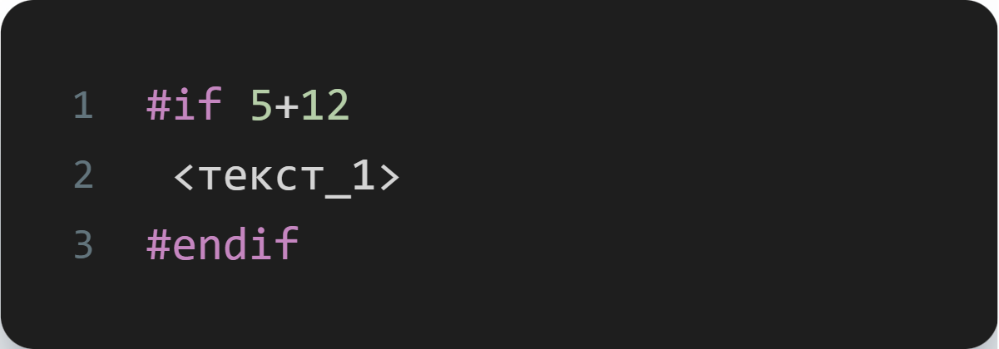 1 #if 5+12
2 <текст_1>
3 #endif